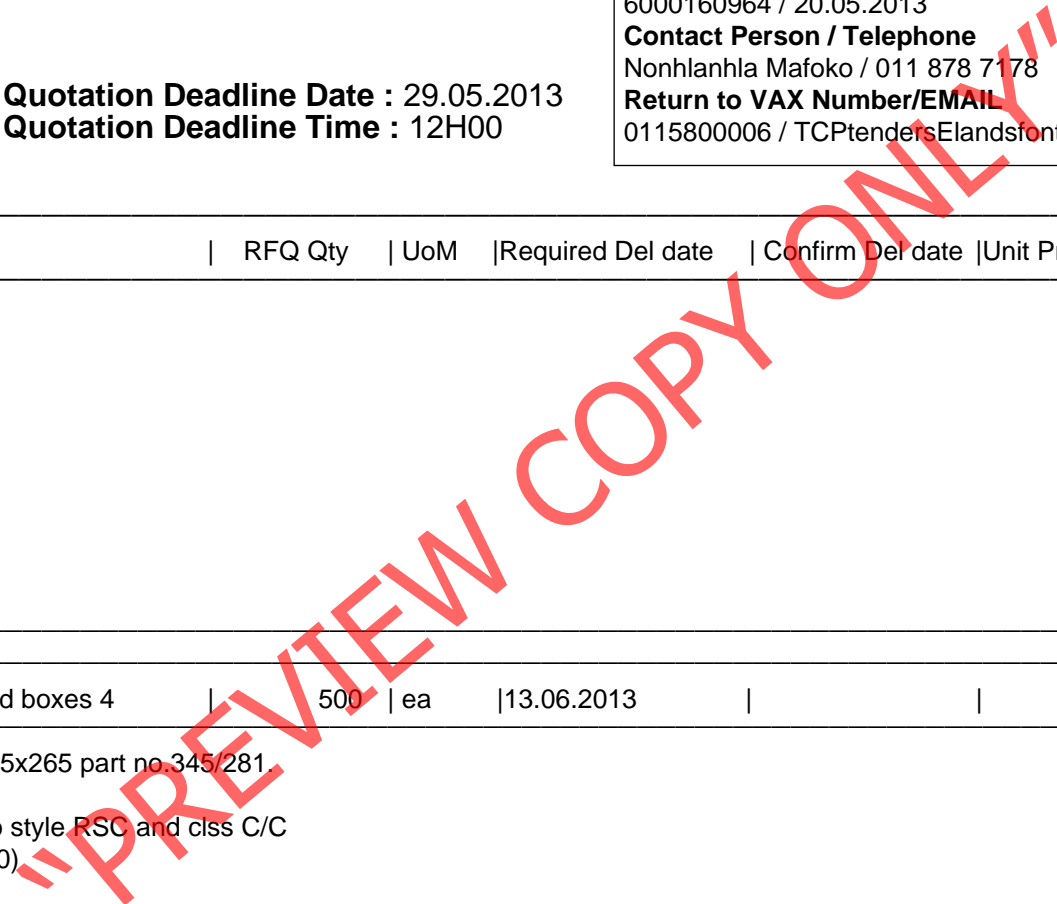 6000160964 / 20.05.2013
Contact Person / Telephone
Nonhlanhla Mafoko / 011 878 7178
Quotation Deadline Date : 29.05.2013
Return to VAX Number/EMAIL
Quotation Deadline Time : 12H00
0115800006 / TCPtendersElandsfont
| RFQ Qty | UoM |Required Del date | Confirm Del date |Unit Pr
d boxes 4 | 500 | ea |13.06.2013 | |
5x265 part no.345/281.
o style RSC and clss C/C
0)
"PREVIEW COPY ONLY"